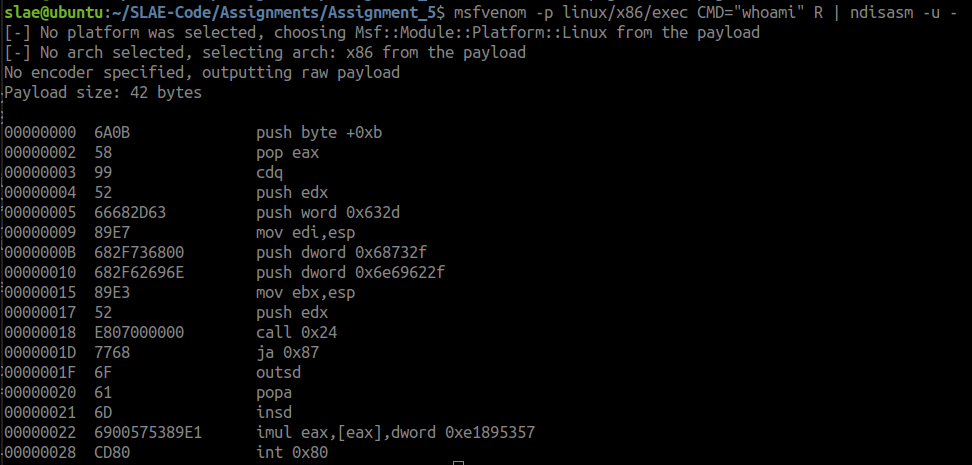 slae@ubuntu:~/SLAE-Code/Assignments/Assignment_5$ msfvenom -p linux/x86/exec CMD="whoami" R | ndisasm -u -
[-] No platform was selected, choosing Msf::Module::Platform::Linux from the payload
[-] No arch selected, selecting arch: x86 from the payload
No encoder specified, outputting raw payload
Payload size: 42 bytes
00000000 6A0B push byte +0xb
00000002 58 pop eax
00000003 99 cdq
00000004 52 push edx
00000005 66682D63 push word 0x632d
00000009 89E7 mov edi,esp
0000000B 682F736800 push dword 0x68732f
00000010 682F62696E push dword 0x6e69622f
00000015 89E3 mov ebx,esp
00000017 52 push edx
00000018 E807000000 call 0x24
0000001D 7768 ja 0x87
0000001F 6F outsd
00000020 61 popa
00000021 6D insd
00000022 6900575389E1 imul eax,[eax],dword 0xe1895357
00000028 CD80 int 0x80